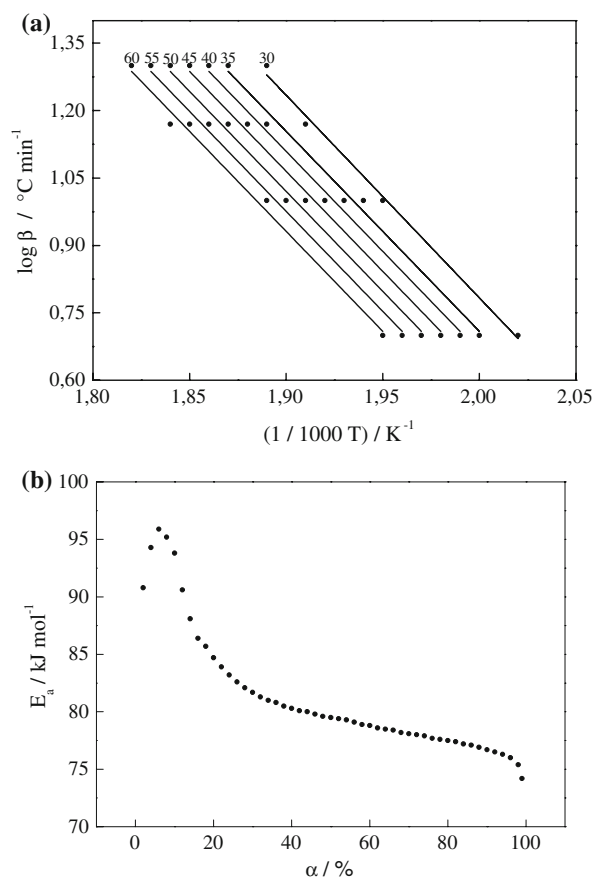 (a)
1,35
1,20
1,05
0,90
0,75
0,60
log β / °C min⁻¹
60 55 50 45 40 35 30
1,80 1,85 1,90 1,95 2,00 2,05
(1 / 1000 T) / K⁻¹
(b)
100
95
90
85
80
75
70
Eₐ / kJ mol⁻¹
0 20 40 60 80 100
α / %